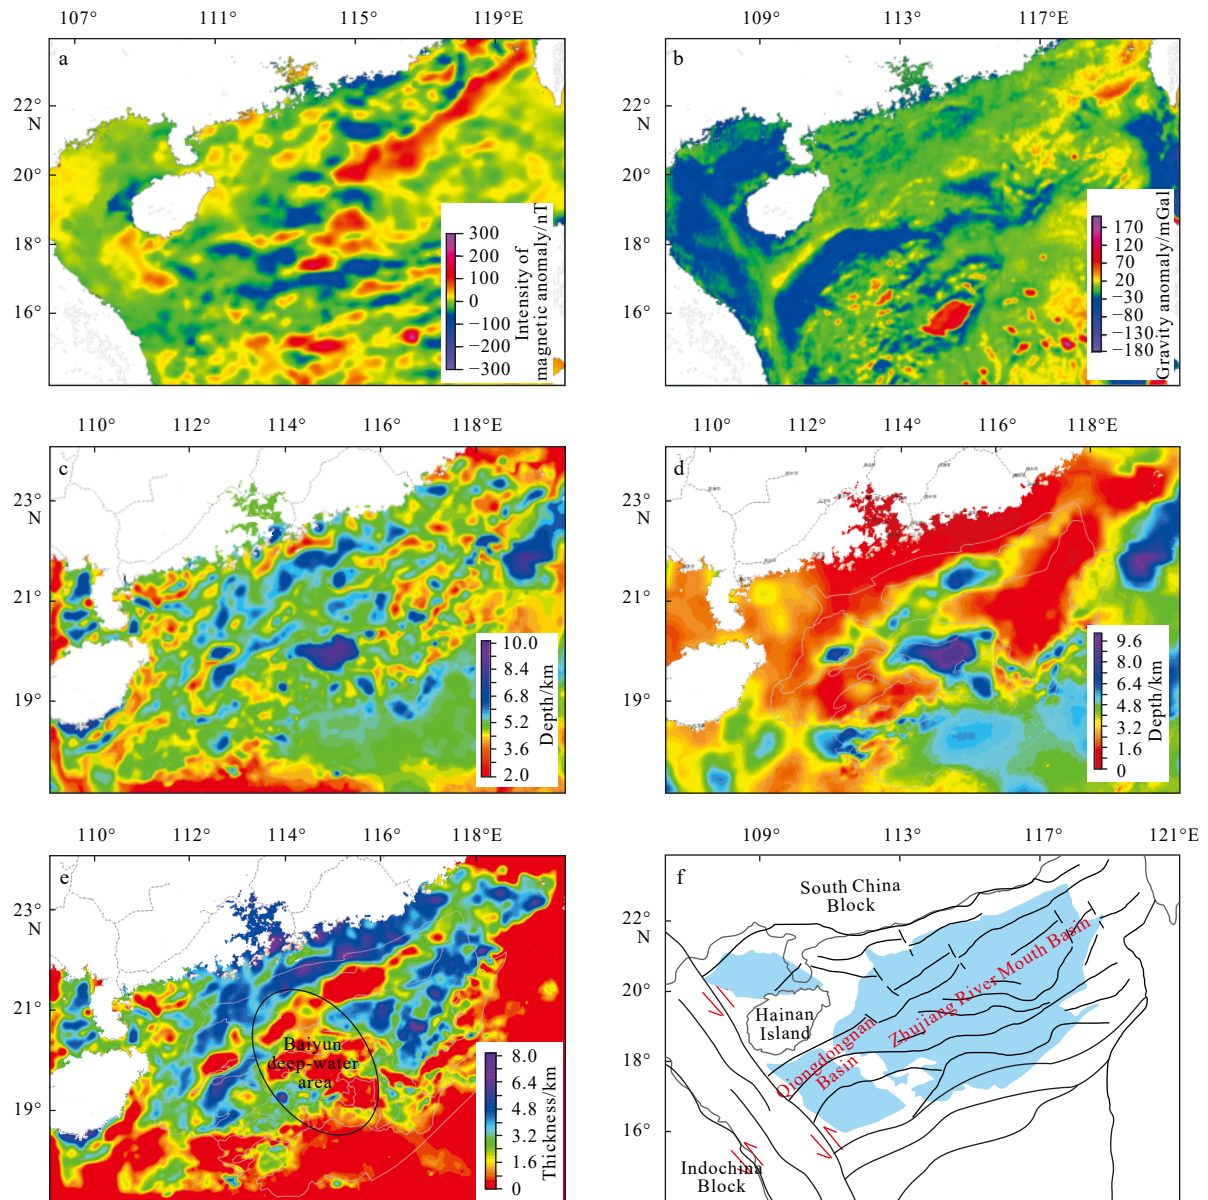 107° 111° 115° 119°E
a
22°
N
20°
18°
16°
300
200
100
0
−100
−200
−300
Intensity of
magnetic anomaly/nT
109° 113° 117°E
b
22°
N
20°
18°
16°
170
120
70
20
−30
−80
−130
−180
Gravity anomaly/mGal
110° 112° 114° 116° 118°E
c
23°
N
21°
19°
10.0
8.4
6.8
5.2
3.6
2.0
Depth/km
110° 112° 114° 116° 118°E
d
23°
N
21°
19°
9.6
8.0
6.4
4.8
3.2
1.6
0
Depth/km
110° 112° 114° 116° 118°E
e
23°
N
21°
19°
Baiyun
deep-water
area
8.0
6.4
4.8
3.2
1.6
0
Thickness/km
109° 113° 117° 121°E
f
22°
N
20°
18°
16°
South China
Block
Hainan
Island
Zhujiang River Mouth Basin
Qiongdongnan
Basin
Indochina
Block